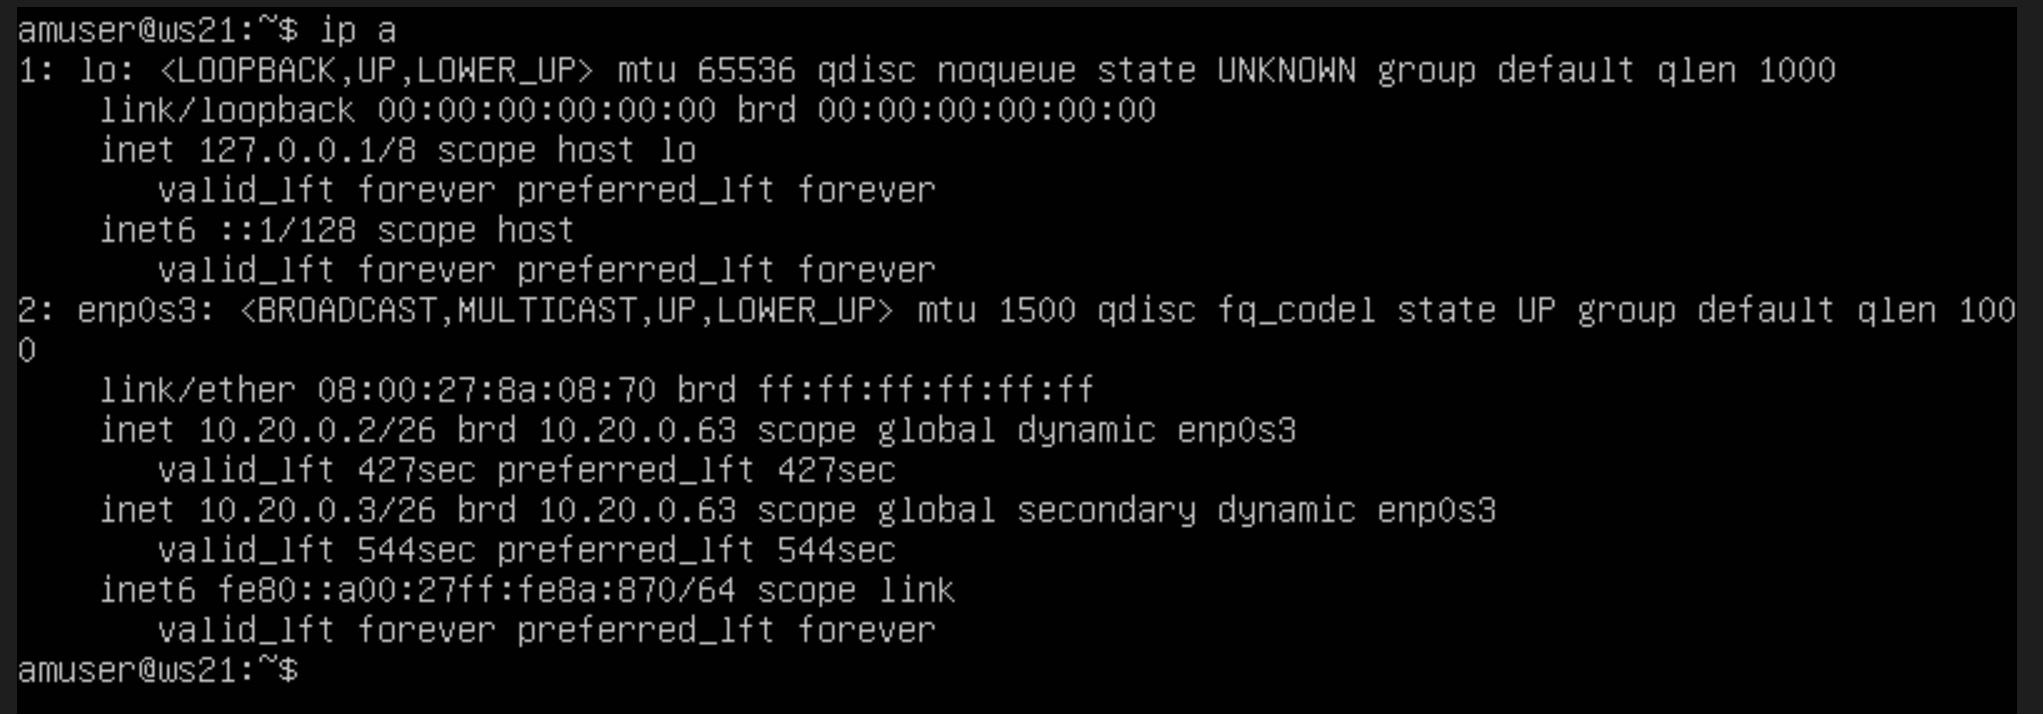 amuser@ws21:~$ ip a
1: lo: <LOOPBACK,UP,LOWER_UP> mtu 65536 qdisc noqueue state UNKNOWN group default qlen 1000
    link/loopback 00:00:00:00:00:00 brd 00:00:00:00:00:00
    inet 127.0.0.1/8 scope host lo
       valid_lft forever preferred_lft forever
    inet6 ::1/128 scope host
       valid_lft forever preferred_lft forever
2: enp0s3: <BROADCAST,MULTICAST,UP,LOWER_UP> mtu 1500 qdisc fq_codel state UP group default qlen 100
0
    link/ether 08:00:27:8a:08:70 brd ff:ff:ff:ff:ff:ff
    inet 10.20.0.2/26 brd 10.20.0.63 scope global dynamic enp0s3
       valid_lft 427sec preferred_lft 427sec
    inet 10.20.0.3/26 brd 10.20.0.63 scope global secondary dynamic enp0s3
       valid_lft 544sec preferred_lft 544sec
    inet6 fe80::a00:27ff:fe8a:870/64 scope link
       valid_lft forever preferred_lft forever
amuser@ws21:~$